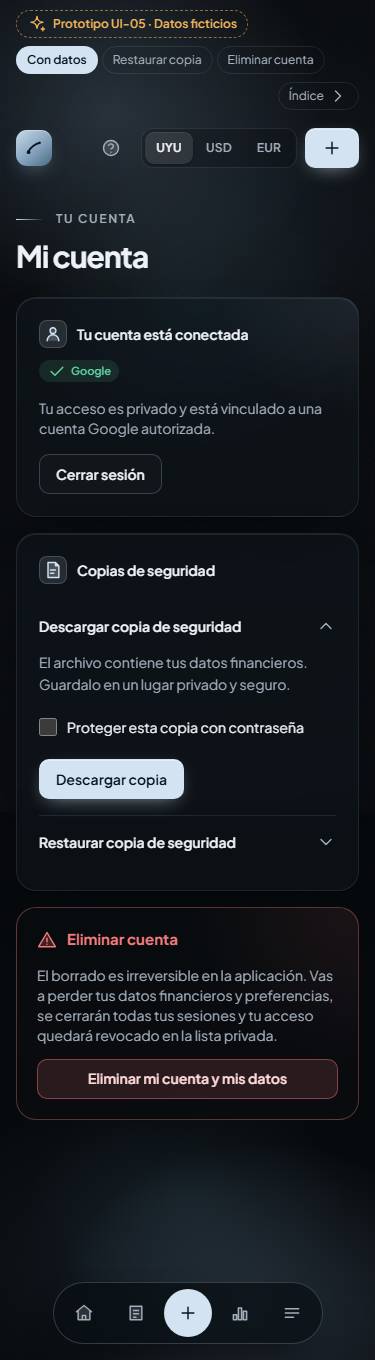 Prototipo UI-05 · Datos ficticios
Con datos
Restaurar copia
Eliminar cuenta
Índice
UYU
USD
EUR
TU CUENTA
Mi cuenta
Tu cuenta está conectada
Google
Tu acceso es privado y está vinculado a una
cuenta Google autorizada.
Cerrar sesión
Copias de seguridad
Descargar copia de seguridad
El archivo contiene tus datos financieros.
Guardalo en un lugar privado y seguro.
Proteger esta copia con contraseña
Descargar copia
Restaurar copia de seguridad
Eliminar cuenta
El borrado es irreversible en la aplicación. Vas
a perder tus datos financieros y preferencias,
se cerrarán todas tus sesiones y tu acceso
quedará revocado en la lista privada.
Eliminar mi cuenta y mis datos